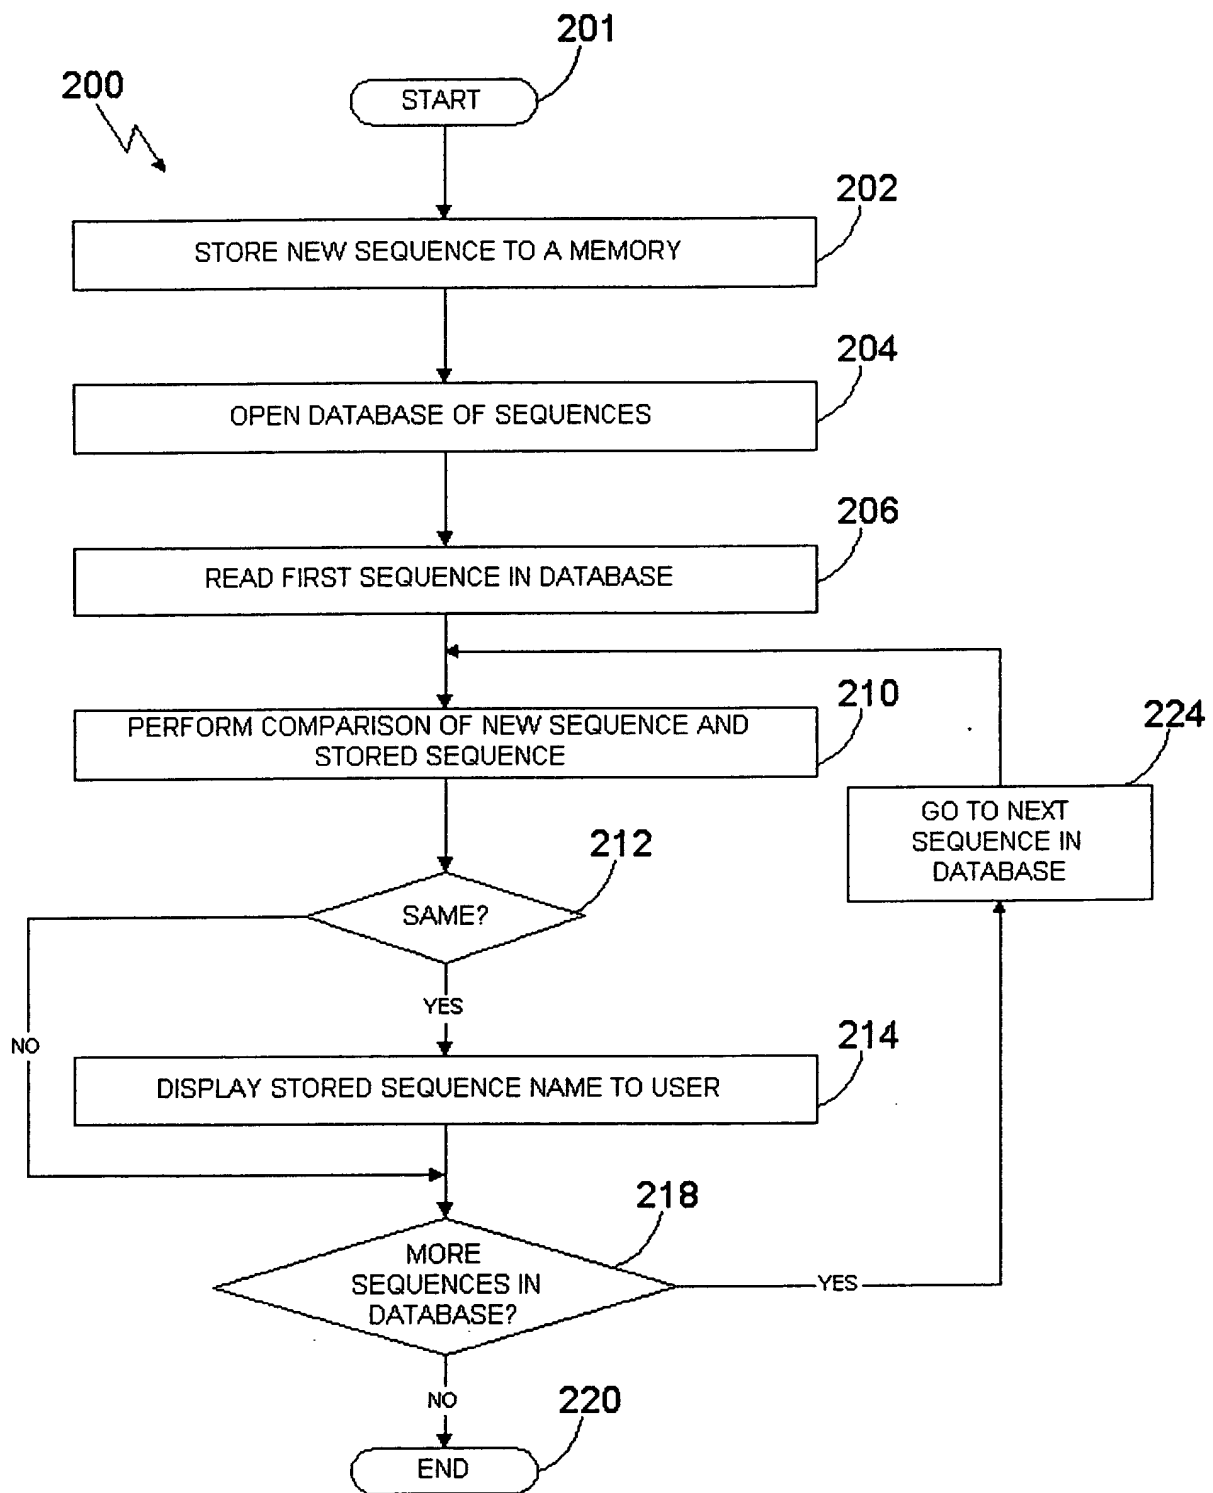 201
200
START
202
STORE NEW SEQUENCE TO A MEMORY
204
OPEN DATABASE OF SEQUENCES
206
READ FIRST SEQUENCE IN DATABASE
210
PERFORM COMPARISON OF NEW SEQUENCE AND
STORED SEQUENCE
224
GO TO NEXT
SEQUENCE IN
DATABASE
212
SAME?
YES
NO
214
DISPLAY STORED SEQUENCE NAME TO USER
218
MORE
SEQUENCES IN
DATABASE?
YES
NO
220
END